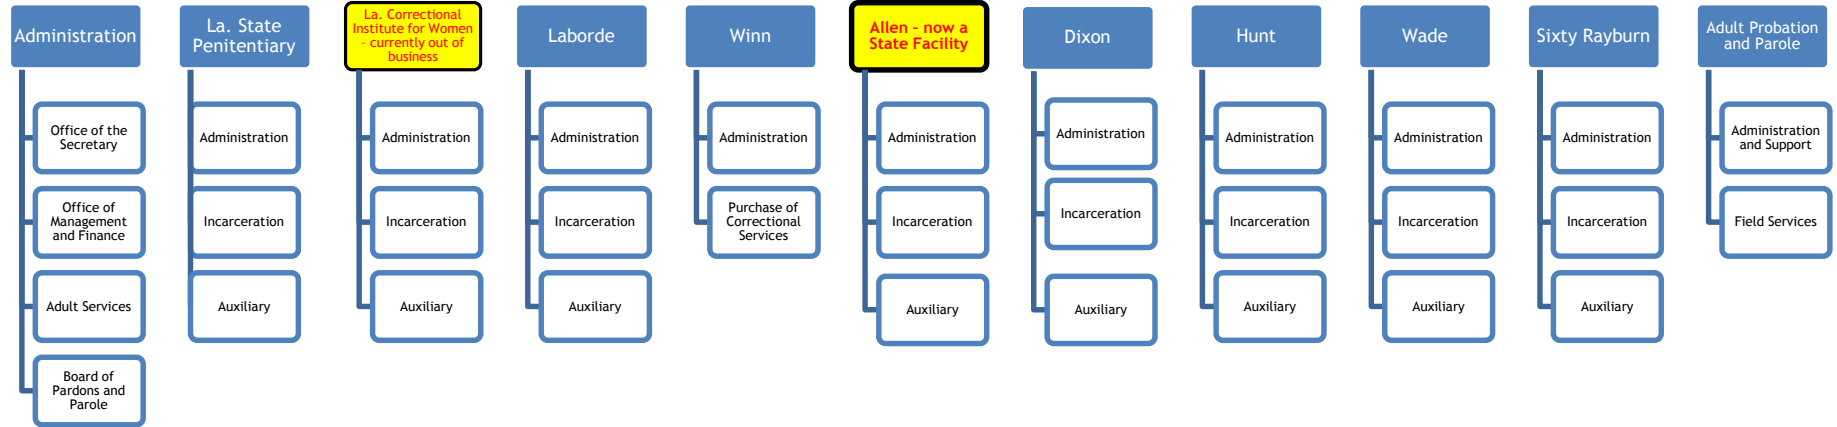 Administration
Office of the
Secretary
Office of
Management
and Finance
Adult Services
Board of
Pardons and
Parole
La. State
Penitentiary
Administration
Incarceration
Auxiliary
La. Correctional
Institute for Women
– currently out of
business
Administration
Incarceration
Auxiliary
Laborde
Administration
Incarceration
Auxiliary
Winn
Administration
Purchase of
Correctional
Services
Allen – now a
State Facility
Administration
Incarceration
Auxiliary
Dixon
Administration
Incarceration
Auxiliary
Hunt
Administration
Incarceration
Auxiliary
Wade
Administration
Incarceration
Auxiliary
Sixty Rayburn
Administration
Incarceration
Auxiliary
Adult Probation
and Parole
Administration
and Support
Field Services